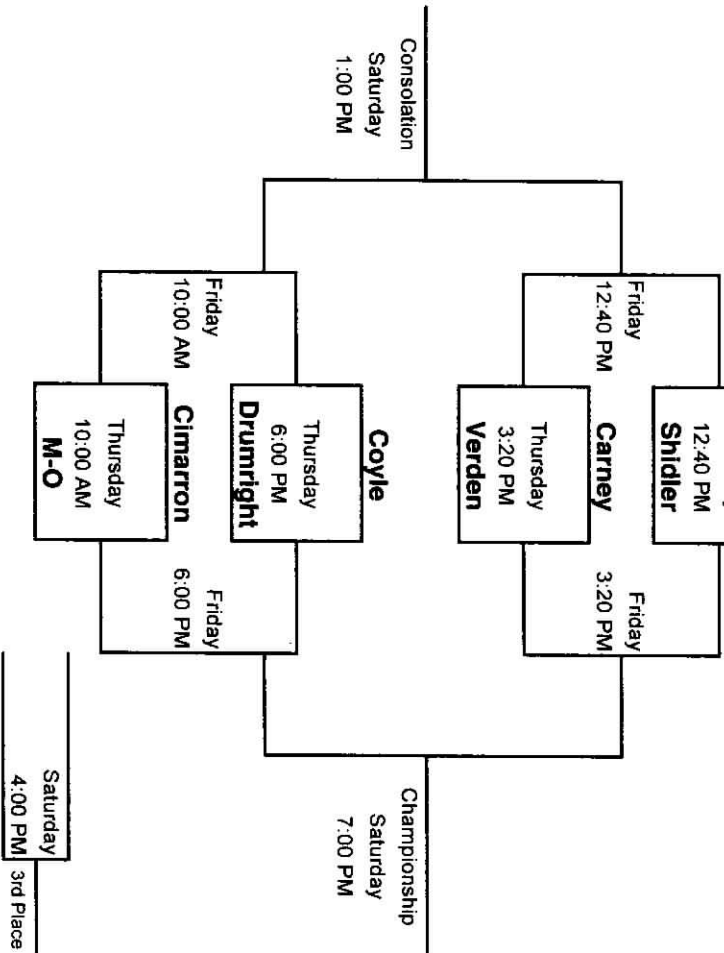 12:40 PM
Shidler
Consolation
Saturday
1:00 PM
Friday
12:40 PM
Carney
Thursday
3:20 PM
Verden
Friday
3:20 PM
Coyle
Thursday
6:00 PM
Drumright
Friday
10:00 AM
Cimarron
Thursday
10:00 AM
M-O
Friday
6:00 PM
Championship
Saturday
7:00 PM
Saturday
4:00 PM
3rd Place